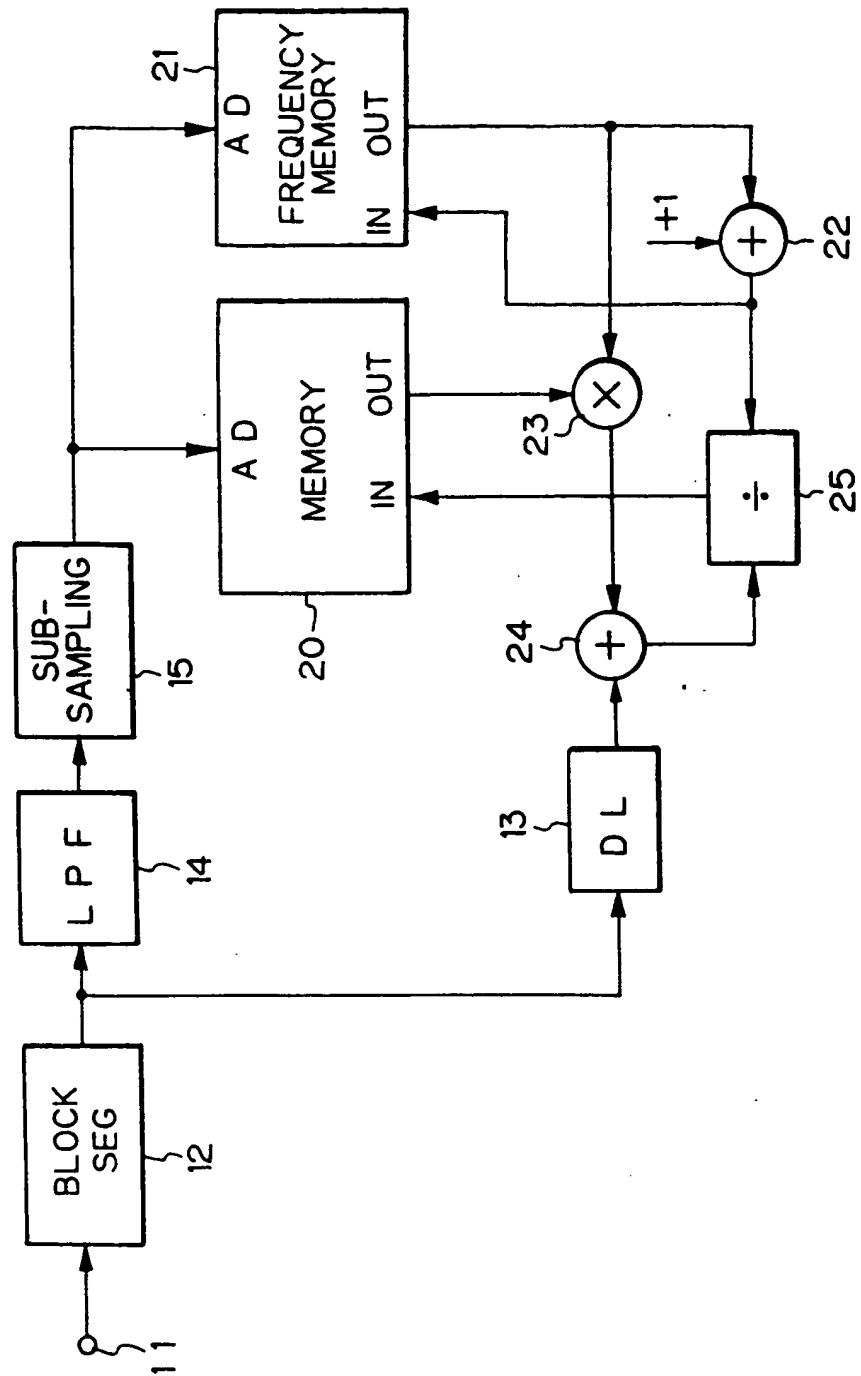 11
BLOCK
SEG
12
L P F
14
SUB-
SAMPLING
15
A D
MEMORY
IN OUT
20
21
A D
FREQUENCY
MEMORY
IN OUT
+1
+
22
×
23
+
24
÷
25
D L
13